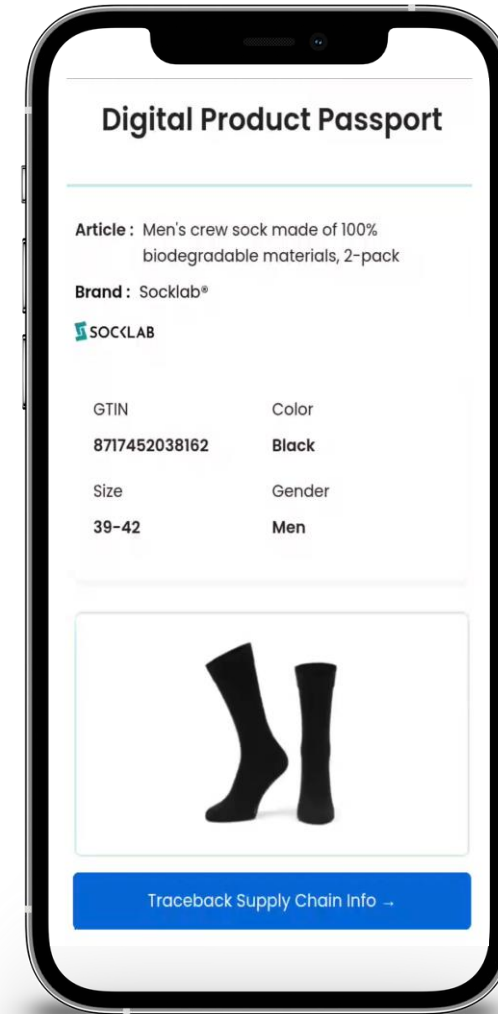 Digital Product Passport
Article : Men's crew sock made of 100%
biodegradable materials, 2-pack
Brand : Socklab®
SOCKLAB
GTIN
Color
8717452038162
Black
Size
Gender
39-42
Men
Traceback Supply Chain Info →